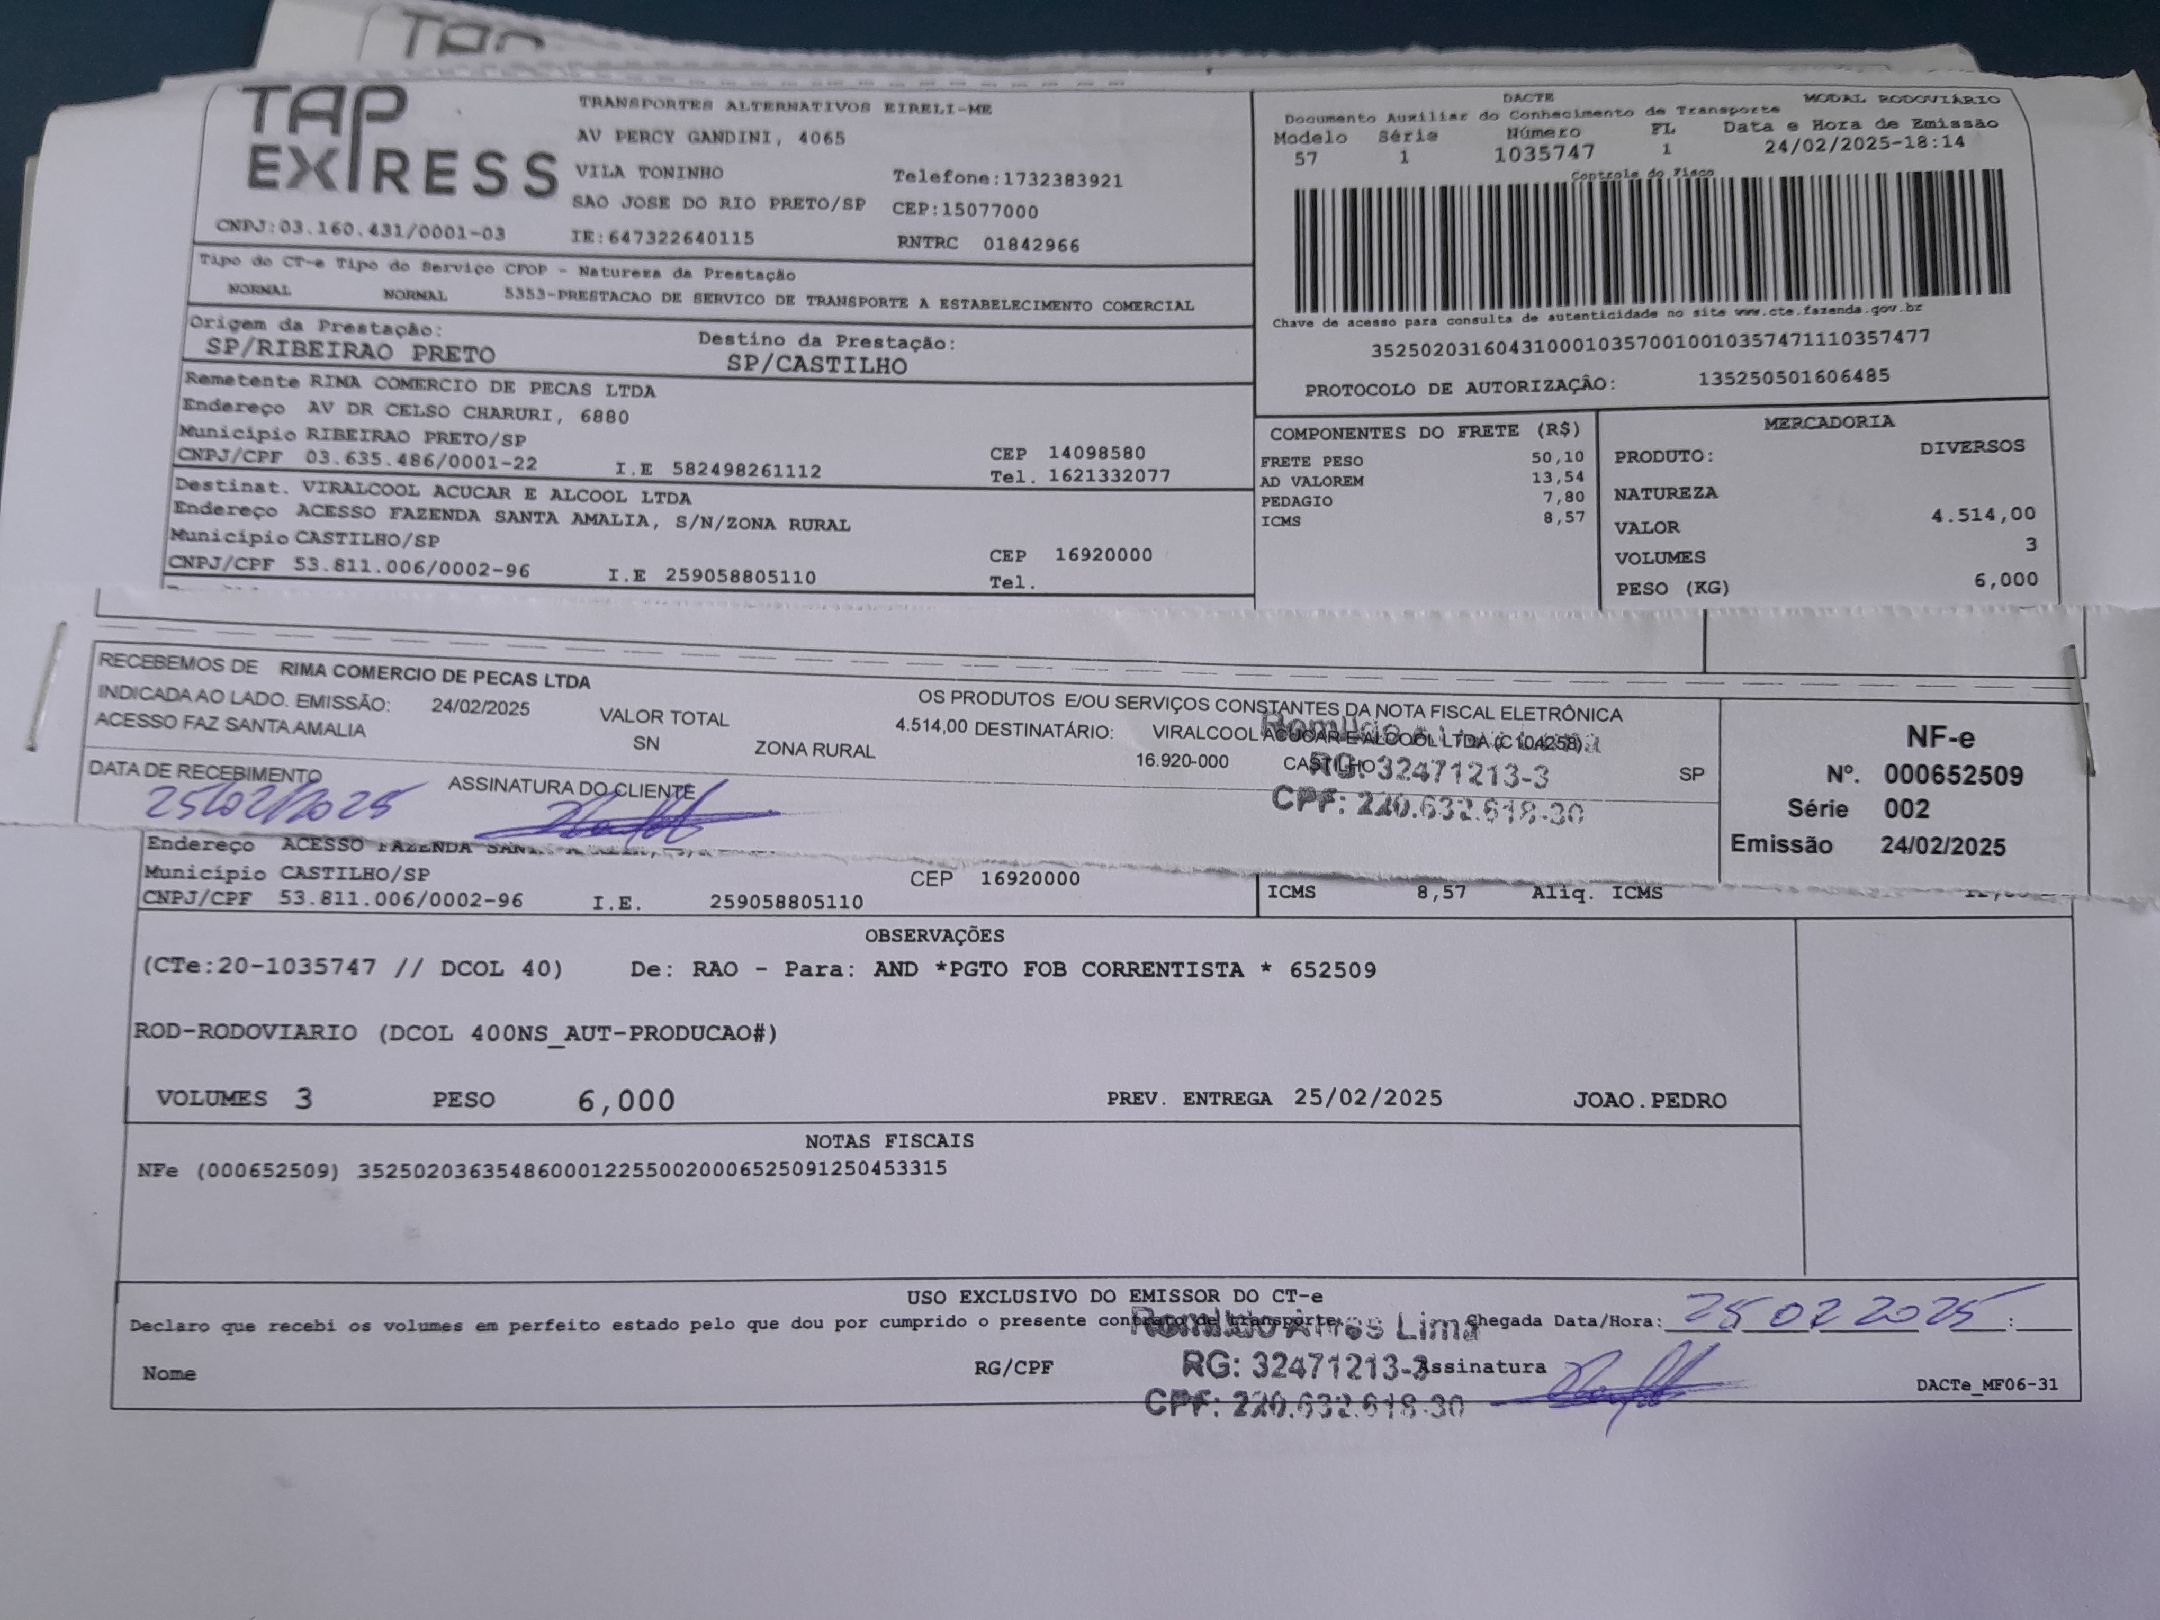 TAP
EXPRESS
TRANSPORTES ALTERNATIVOS EIRELI-ME
AV PERCY GANDINI, 4065
VILA TONINHO Telefone:1732383921
SAO JOSE DO RIO PRETO/SP CEP:15077000
CNPJ:03.160.431/0001-03 IE:647322640115 RNTRC 01842966
DACTE MODAL RODOVIÁRIO
Documento Auxiliar do Conhecimento de Transporte
Modelo Série Número FL Data e Hora de Emissão
57 1 1035747 1 24/02/2025-18:14
Controle do Fisco
Chave de acesso para consulta de autenticidade no site www.cte.fazenda.gov.br
35250203160431000103570010010357471110357477
PROTOCOLO DE AUTORIZAÇÃO: 135250501606485
Tipo do CT-e Tipo do Serviço CFOP - Natureza da Prestação
NORMAL NORMAL 5353-PRESTACAO DE SERVICO DE TRANSPORTE A ESTABELECIMENTO COMERCIAL
Origem da Prestação: Destino da Prestação:
SP/RIBEIRAO PRETO SP/CASTILHO
Remetente RIMA COMERCIO DE PECAS LTDA
Endereço AV DR CELSO CHARURI, 6880
Município RIBEIRAO PRETO/SP CEP 14098580
CNPJ/CPF 03.635.486/0001-22 I.E 582498261112 Tel. 1621332077
Destinat. VIRALCOOL ACUCAR E ALCOOL LTDA
Endereço ACESSO FAZENDA SANTA AMALIA, S/N/ZONA RURAL
Município CASTILHO/SP CEP 16920000
CNPJ/CPF 53.811.006/0002-96 I.E 259058805110 Tel.
COMPONENTES DO FRETE (R$)
FRETE PESO 50,10
AD VALOREM 13,54
PEDAGIO 7,80
ICMS 8,57
MERCADORIA
PRODUTO: DIVERSOS
NATUREZA
VALOR 4.514,00
VOLUMES 3
PESO (KG) 6,000
RECEBEMOS DE RIMA COMERCIO DE PECAS LTDA OS PRODUTOS E/OU SERVIÇOS CONSTANTES DA NOTA FISCAL ELETRÔNICA
INDICADA AO LADO. EMISSÃO: 24/02/2025 VALOR TOTAL 4.514,00 DESTINATÁRIO: VIRALCOOL ACUCAR E ALCOOL LTDA (C104258)
ACESSO FAZ SANTA AMALIA SN ZONA RURAL 16.920-000 CASTILHO SP
DATA DE RECEBIMENTO ASSINATURA DO CLIENTE
25/02/2025
RG: 32471213-3
CPF: 220.632.618-30
NF-e
Nº. 000652509
Série 002
Emissão 24/02/2025
Endereço ACESSO FAZENDA
Município CASTILHO/SP CEP 16920000
CNPJ/CPF 53.811.006/0002-96 I.E. 259058805110
ICMS 8,57 Aliq. ICMS
OBSERVAÇÕES
(CTe:20-1035747 // DCOL 40) De: RAO - Para: AND *PGTO FOB CORRENTISTA * 652509
ROD-RODOVIARIO (DCOL 400NS_AUT-PRODUCAO#)
VOLUMES 3 PESO 6,000 PREV. ENTREGA 25/02/2025 JOAO.PEDRO
NOTAS FISCAIS
NFe (000652509) 35250203635486000122550020006525091250453315
USO EXCLUSIVO DO EMISSOR DO CT-e
Declaro que recebi os volumes em perfeito estado pelo que dou por cumprido o presente contrato de transporte. Chegada Data/Hora: 25 02 2025 :
Lima
Nome RG/CPF RG: 32471213-3 Assinatura
CPF: 220.632.618-30
DACTe_MF06-31